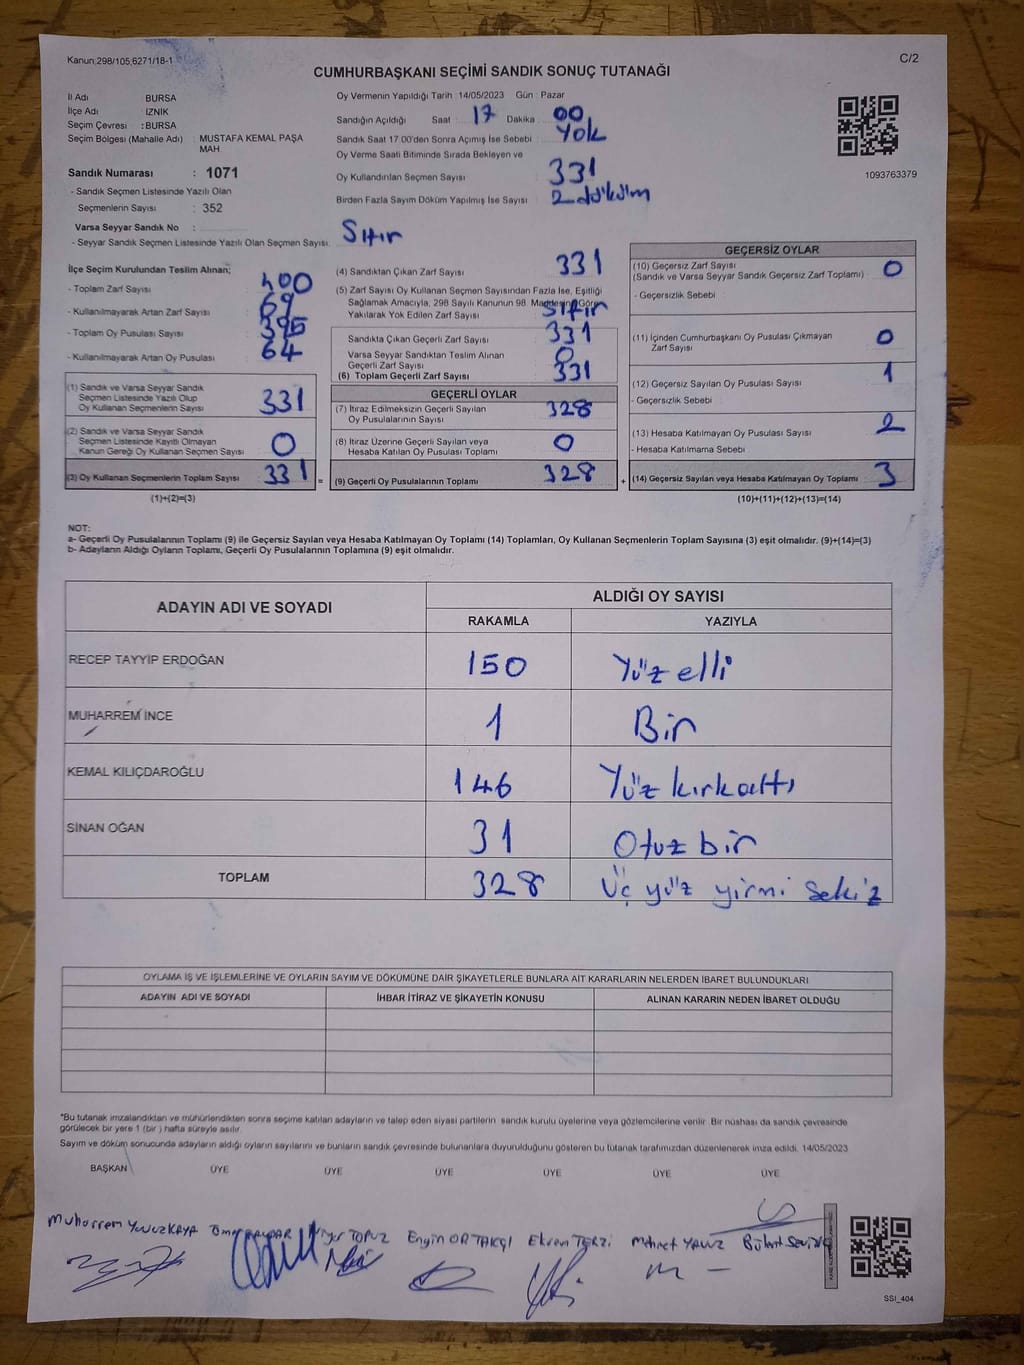 Kanun:298/105;6271/18-1
C/2
CUMHURBAŞKANI SEÇİMİ SANDIK SONUÇ TUTANAĞI
İl Adı BURSA
İlçe Adı İZNİK
Seçim Çevresi :BURSA
Seçim Bölgesi (Mahalle Adı) : MUSTAFA KEMAL PAŞA MAH.
Sandık Numarası : 1071
- Sandık Seçmen Listesinde Yazılı Olan
Seçmenlerin Sayısı : 352
Varsa Seyyar Sandık No :
- Seyyar Sandık Seçmen Listesinde Yazılı Olan Seçmen Sayısı: Sıfır
Oy Vermenin Yapıldığı Tarih :14/05/2023 Gün : Pazar
Sandığın Açıldığı Saat : 17 Dakika : 00
Sandık Saat 17.00'den Sonra Açımış İse Sebebi : Yok
Oy Verme Saati Bitiminde Sırada Bekleyen ve
Oy Kullandırılan Seçmen Sayısı : 331
Birden Fazla Sayım Döküm Yapılmış İse Sayısı : 2 döküm
1093763379
İlçe Seçim Kurulundan Teslim Alınan;
- Toplam Zarf Sayısı : 400
- Kullanılmayarak Artan Zarf Sayısı : 69
- Toplam Oy Pusulası Sayısı : 395
- Kullanılmayarak Artan Oy Pusulası : 64
(1) Sandık ve Varsa Seyyar Sandık
Seçmen Listesinde Yazılı Olup
Oy Kullanan Seçmenlerin Sayısı : 331
(2) Sandık ve Varsa Seyyar Sandık
Seçmen Listesinde Kayıtlı Olmayan
Kanun Gereği Oy Kullanan Seçmen Sayısı : 0
(3) Oy Kullanan Seçmenlerin Toplam Sayısı : 331
(1)+(2)=(3)
(4) Sandıktan Çıkan Zarf Sayısı : 331
(5) Zarf Sayısı Oy Kullanan Seçmen Sayısından Fazla İse, Eşitliği
Sağlamak Amacıyla; 298 Sayılı Kanunun 98. Maddesine Göre
Yakılarak Yok Edilen Zarf Sayısı : Sıfır
Sandıkta Çıkan Geçerli Zarf Sayısı : 331
Varsa Seyyar Sandıktan Teslim Alınan
Geçerli Zarf Sayısı : 0
(6) Toplam Geçerli Zarf Sayısı : 331
GEÇERLİ OYLAR
(7) İtiraz Edilmeksizin Geçerli Sayılan
Oy Pusulalarının Sayısı : 328
(8) İtiraz Üzerine Geçerli Sayılan veya
Hesaba Katılan Oy Pusulaları Toplamı : 0
= (9) Geçerli Oy Pusulalarının Toplamı : 328
GEÇERSİZ OYLAR
(10) Geçersiz Zarf Sayısı
(Sandık ve Varsa Seyyar Sandık Geçersiz Zarf Toplamı) : 0
- Geçersizlik Sebebi :
(11) İçinden Cumhurbaşkanı Oy Pusulası Çıkmayan
Zarf Sayısı : 0
(12) Geçersiz Sayılan Oy Pusulası Sayısı : 1
- Geçersizlik Sebebi :
(13) Hesaba Katılmayan Oy Pusulası Sayısı : 2
- Hesaba Katılmama Sebebi :
+ (14) Geçersiz Sayılan veya Hesaba Katılmayan Oy Toplamı : 3
(10)+(11)+(12)+(13)=(14)
NOT:
a- Geçerli Oy Pusulalarının Toplamı (9) ile Geçersiz Sayılan veya Hesaba Katılmayan Oy Toplamı (14) Toplamları, Oy Kullanan Seçmenlerin Toplam Sayısına (3) eşit olmalıdır. (9)+(14)=(3)
b- Adayların Aldığı Oyların Toplamı, Geçerli Oy Pusulalarının Toplamına (9) eşit olmalıdır.
ADAYIN ADI VE SOYADI ALDIĞI OY SAYISI
RAKAMLA YAZIYLA
RECEP TAYYİP ERDOĞAN 150 Yüz elli
MUHARREM İNCE 1 Bir
KEMAL KILIÇDAROĞLU 146 Yüz kırkaltı
SİNAN OĞAN 31 Otuz bir
TOPLAM 328 Üç yüz yirmi sekiz
OYLAMA İŞ VE İŞLEMLERİNE VE OYLARIN SAYIM VE DÖKÜMÜNE DAİR ŞİKAYETLERLE BUNLARA AİT KARARLARIN NELERDEN İBARET BULUNDUKLARI
ADAYIN ADI VE SOYADI İHBAR İTİRAZ VE ŞİKAYETİN KONUSU ALINAN KARARIN NEDEN İBARET OLDUĞU
*Bu tutanak imzalandıktan ve mühürlendikten sonra seçime katılan adayların ve talep eden siyasi partilerin sandık kurulu üyelerine veya gözlemcilerine verilir. Bir nüshası da sandık çevresinde
görülecek bir yere 1 (bir ) hafta süreyle asılır.
Sayım ve döküm sonucunda adayların aldığı oyların sayılarını ve bunların sandık çevresinde bulunanlara duyurulduğunu gösteren bu tutanak tarafımızdan düzenlenerek imza edildi. 14/05/2023
BAŞKAN ÜYE ÜYE ÜYE ÜYE ÜYE ÜYE
Muharrem YAVUZKAYA TOPUZ Engin ORTAKÇI Ekrem TERZİ Mehmet YAVUZ Bülent
SSI_404